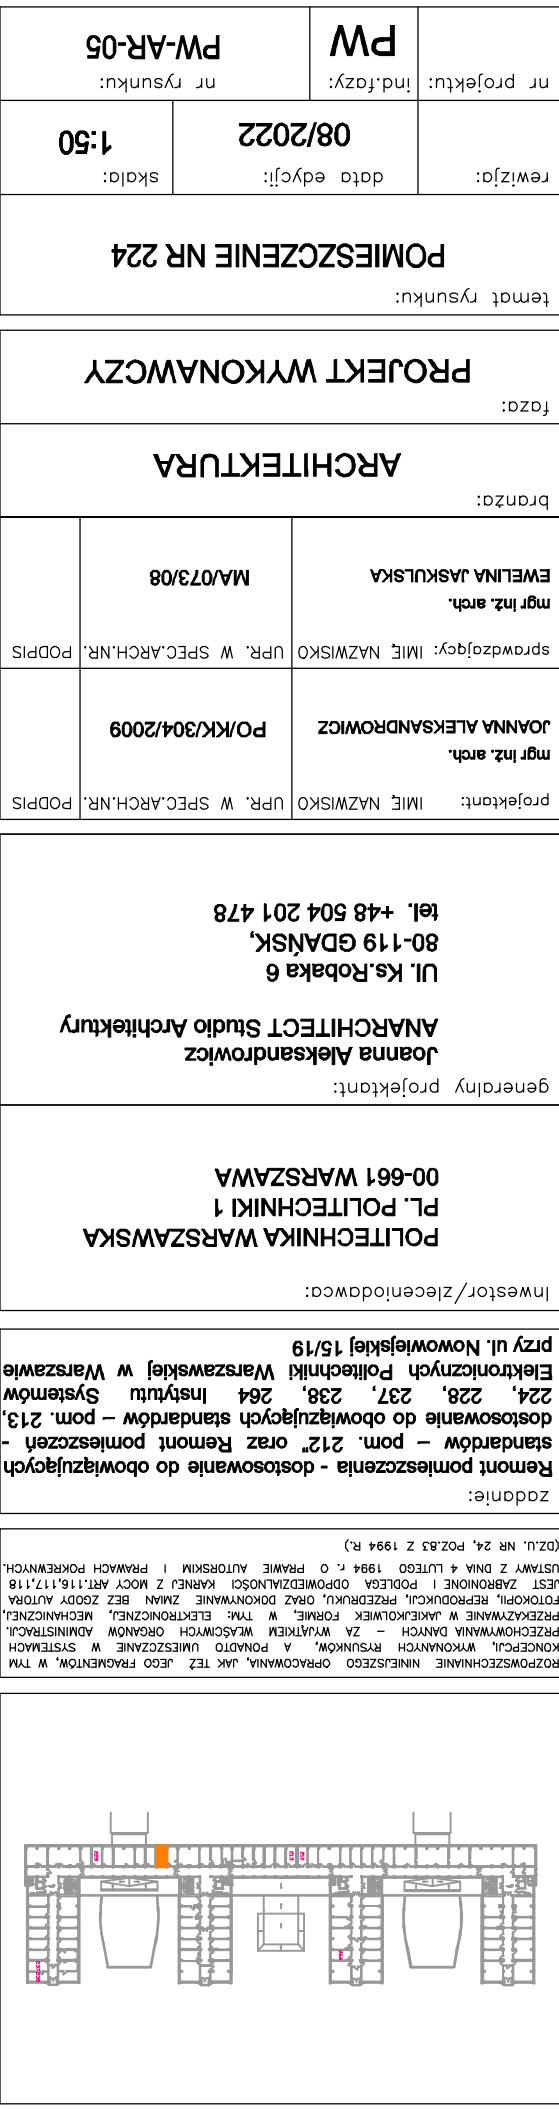 ROZPOWSZECHNIANIE NINIEJSZEGO OPRACOWANIA, JAK TEŻ JEGO FRAGMENTÓW, W TYM
KONCEPCJI, WYKONANYCH RYSUNKÓW, A PONADTO UMIESZCZANIE W SYSTEMACH
PRZECHOWYWANIA DANYCH – ZA WYJĄTKIEM WŁAŚCIWYCH ORGANÓW ADMINISTRACJI.
PRZEKAZYWANIE W JAKIEJKOLWIEK FORMIE, W TYM: ELEKTRONICZNEJ, MECHANICZNEJ,
FOTOKOPII, REPRODUKCJI, PRZEDRUKU, ORAZ DOKONYWANIE ZMIAN BEZ ZGODY AUTORA
JEST ZABRONIONE I PODLEGA ODPOWIEDZIALNOŚCI KARNEJ Z MOCY ART.116,117,118
USTAWY Z DNIA 4 LUTEGO 1994 r. O PRAWIE AUTORSKIM I PRAWACH POKREWNYCH.
(DZ.U. NR 24, POZ.83 Z 1994 R.)
zadanie:
Remont pomieszczenia - dostosowanie do obowiązujących
standardów – pom. 212" oraz Remont pomieszczeń -
dostosowanie do obowiązujących standardów – pom. 213,
224, 228, 237, 238, 264 Instytutu Systemów
Elektronicznych Politechniki Warszawskiej w Warszawie
przy ul. Nowowiejskiej 15/19
Inwestor/zleceniodawca:
POLITECHNIKA WARSZAWSKA
PL. POLITECHNIKI 1
00-661 WARSZAWA
generalny projektant:
Joanna Aleksandrowicz
ANARCHITECT Studio Architektury
Ul. Ks.Robaka 6
80-119 GDAŃSK,
tel. +48 504 201 478
projektant: IMIĘ NAZWISKO UPR. W SPEC.ARCH.NR. PODPIS
mgr inż. arch.
JOANNA ALEKSANDROWICZ PO/KK/304/2009
sprawdzający: IMIĘ NAZWISKO UPR. W SPEC.ARCH.NR. PODPIS
mgr inż. arch.
EWELINA JASKULSKA MA/073/08
branża:
ARCHITEKTURA
faza:
PROJEKT WYKONAWCZY
temat rysunku:
POMIESZCZENIE NR 224
rewizja: data edycji: skala:
08/2022 1:50
nr projektu: ind.fazy: nr rysunku:
PW PW-AR-05